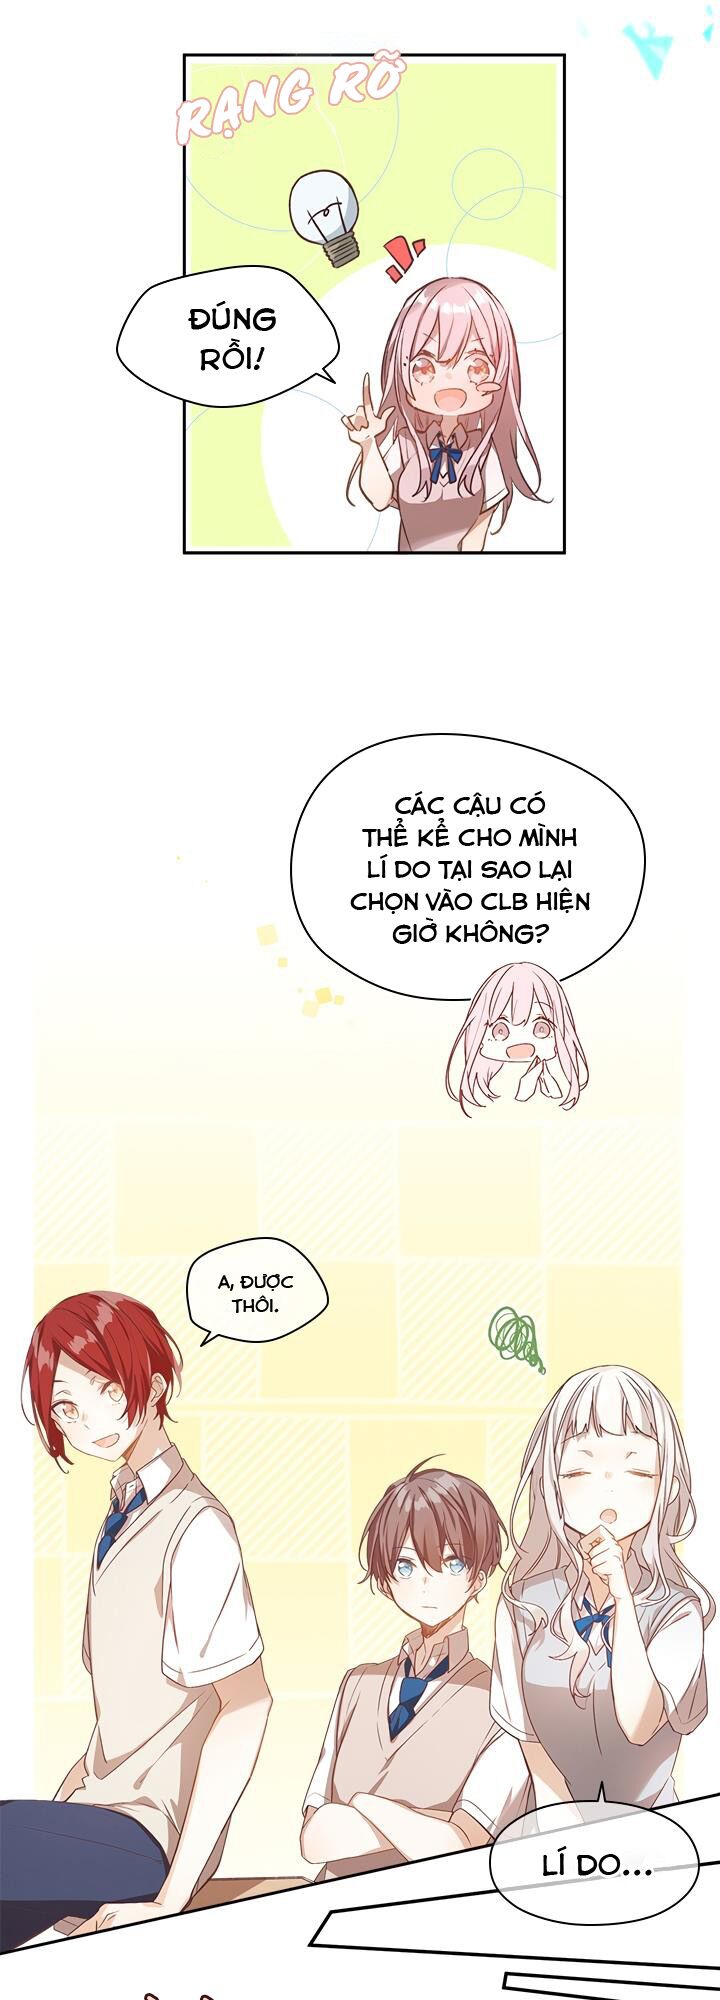 RẠNG RỠ
ĐÚNG
RỒI!
CÁC CẬU CÓ
THỂ KỂ CHO MÌNH
LÍ DO TẠI SAO LẠI
CHỌN VÀO CLB HIỆN
GIỜ KHÔNG?
A, ĐƯỢC
THÔI.
LÍ DO...